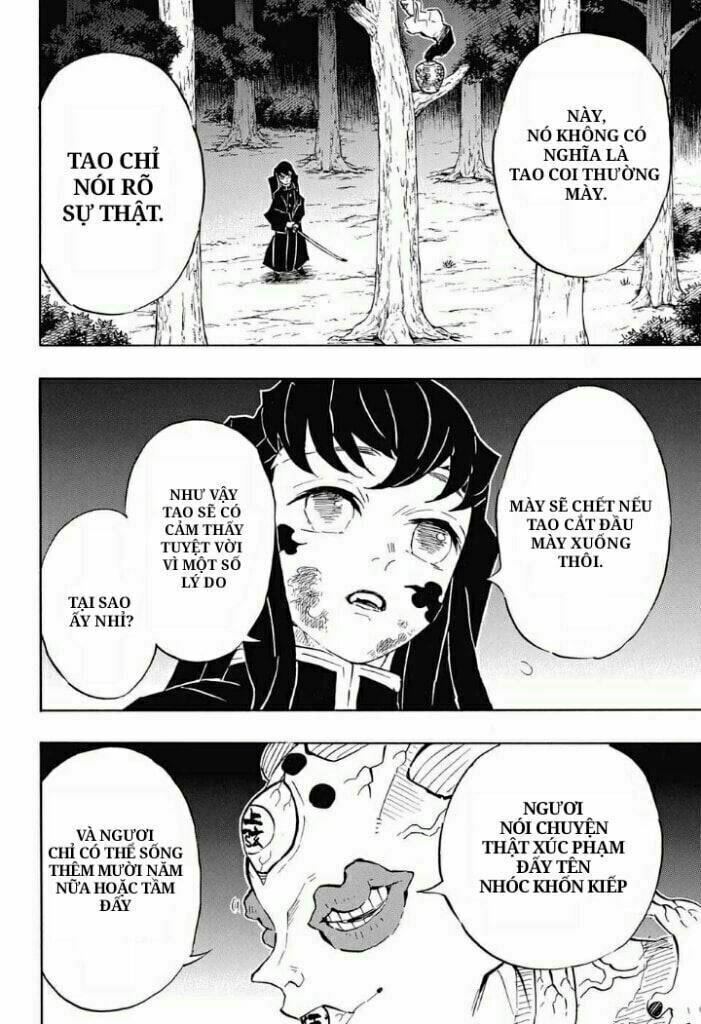 NÀY,
NÓ KHÔNG CÓ
NGHĨA LÀ
TAO COI THƯỜNG
MÀY.
TAO CHỈ
NÓI RÕ
SỰ THẬT.
MÀY SẼ CHẾT NẾU
TAO CẮT ĐẦU
MÀY XUỐNG
THÔI.
NHƯ VẬY
TAO SẼ CÓ
CẢM THẤY
TUYỆT VỜI
VÌ MỘT SỐ
LÝ DO
TẠI SAO
ẤY NHỈ?
NGƯƠI
NÓI CHUYỆN
THẬT XÚC PHẠM
ĐẤY TÊN
NHÓC KHỐN KIẾP
VÀ NGƯƠI
CHỈ CÓ THỂ SỐNG
THÊM MƯỜI NĂM
NỮA HOẶC TẦM
ĐẤY